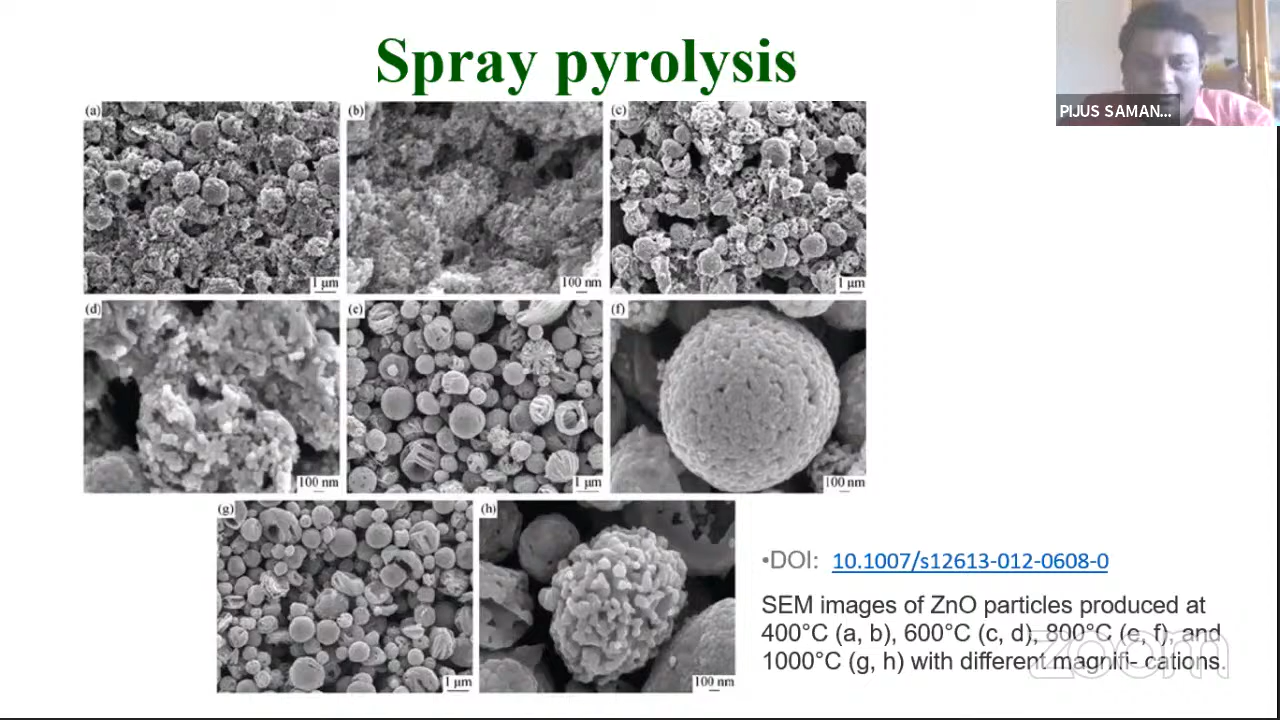 Spray pyrolysis
PIJUS SAMAN...
(a)
1 μm
(b)
100 nm
(c)
1 μm
(d)
100 nm
(e)
1 μm
(f)
100 nm
(g)
1 μm
(h)
100 nm
•DOI: 10.1007/s12613-012-0608-0
SEM images of ZnO particles produced at
400°C (a, b), 600°C (c, d), 800°C (e, f), and
1000°C (g, h) with different magnifi- cations.
zoom